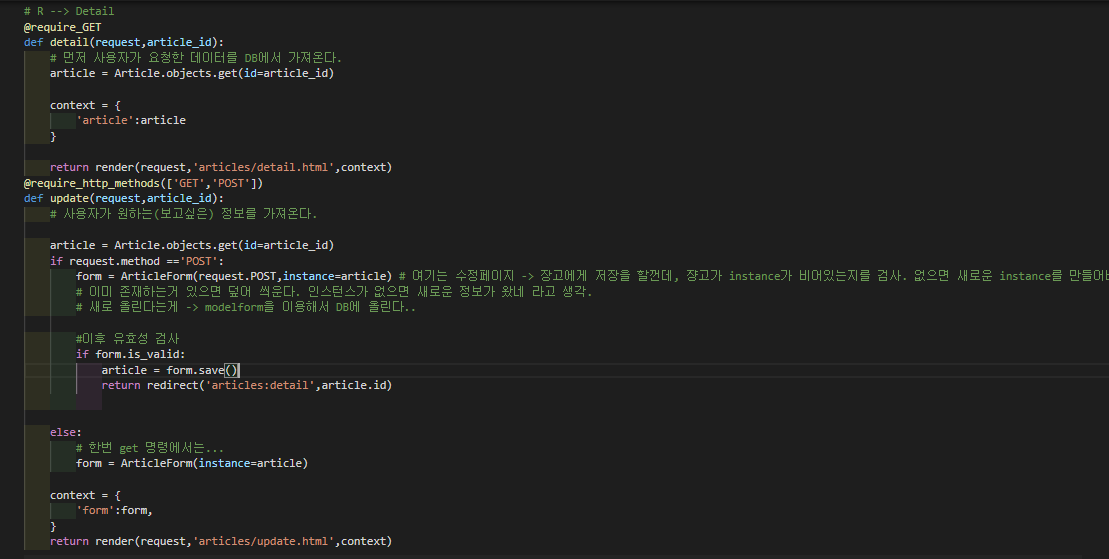 # R --> Detail
@require_GET
def detail(request,article_id):
# 먼저 사용자가 요청한 데이터를 DB에서 가져온다.
article = Article.objects.get(id=article_id)
context = {
'article':article
}
return render(request,'articles/detail.html',context)
@require_http_methods(['GET','POST'])
def update(request,article_id):
# 사용자가 원하는(보고싶은) 정보를 가져온다.
article = Article.objects.get(id=article_id)
if request.method =='POST':
form = ArticleForm(request.POST,instance=article) # 여기는 수정페이지 -> 장고에게 저장을 할껀데, 쟝고가 instance가 비어있는지를 검사. 없으면 새로운 instance를 만들어
# 이미 존재하는거 있으면 덮어 씌운다. 인스턴스가 없으면 새로운 정보가 왔네 라고 생각.
# 새로 올린다는게 -> modelform을 이용해서 DB에 올린다..
#이후 유효성 검사
if form.is_valid:
article = form.save()
return redirect('articles:detail',article.id)
else:
# 한번 get 명령에서는...
form = ArticleForm(instance=article)
context = {
'form':form,
}
return render(request,'articles/update.html',context)